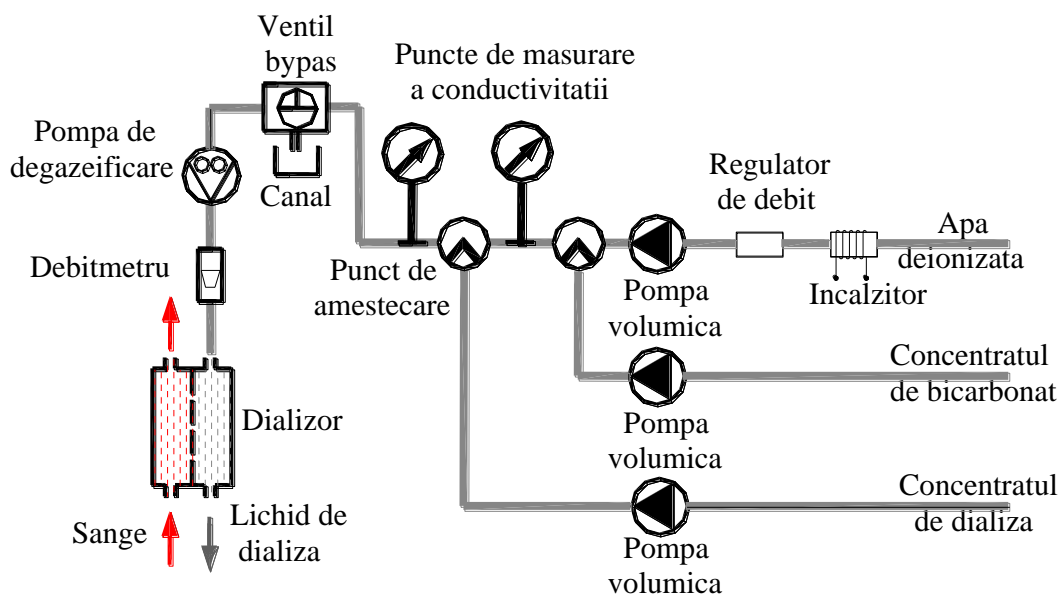 Ventil
bypas
Puncte de masurare
a conductivitatii
Pompa de
degazeificare
Canal
Regulator
de debit
Apa
deionizata
Debitmetru
Punct de
amestecare
Pompa
volumica
Incalzitor
Concentratul
de bicarbonat
Dializor
Pompa
volumica
Concentratul
de dializa
Sange
Lichid de
dializa
Pompa
volumica